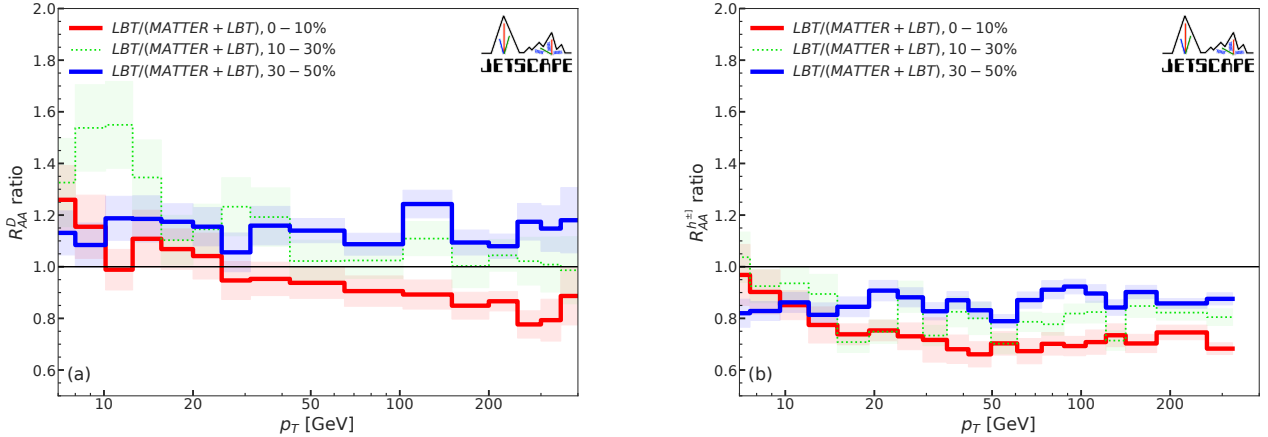 2.0
1.8
1.6
1.4
1.2
1.0
0.8
0.6
R_AA^D ratio
LBT/(MATTER + LBT), 0 − 10%
LBT/(MATTER + LBT), 10 − 30%
LBT/(MATTER + LBT), 30 − 50%
JETSCAPE
(a)
10 20 50 100 200
p_T [GeV]
2.0
1.8
1.6
1.4
1.2
1.0
0.8
0.6
R_AA^h±] ratio
LBT/(MATTER + LBT), 0 − 10%
LBT/(MATTER + LBT), 10 − 30%
LBT/(MATTER + LBT), 30 − 50%
JETSCAPE
(b)
10 20 50 100 200
p_T [GeV]